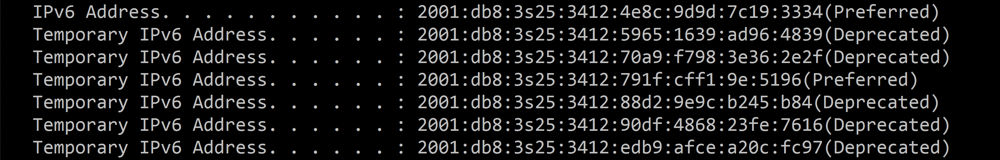 IPv6 Address. . . . . . . . . . . : 2001:db8:3s25:3412:4e8c:9d9d:7c19:3334(Preferred)
Temporary IPv6 Address. . . . . . : 2001:db8:3s25:3412:5965:1639:ad96:4839(Deprecated)
Temporary IPv6 Address. . . . . . : 2001:db8:3s25:3412:70a9:f798:3e36:2e2f(Deprecated)
Temporary IPv6 Address. . . . . . : 2001:db8:3s25:3412:791f:cff1:9e:5196(Preferred)
Temporary IPv6 Address. . . . . . : 2001:db8:3s25:3412:88d2:9e9c:b245:b84(Deprecated)
Temporary IPv6 Address. . . . . . : 2001:db8:3s25:3412:90df:4868:23fe:7616(Deprecated)
Temporary IPv6 Address. . . . . . : 2001:db8:3s25:3412:edb9:afce:a20c:fc97(Deprecated)